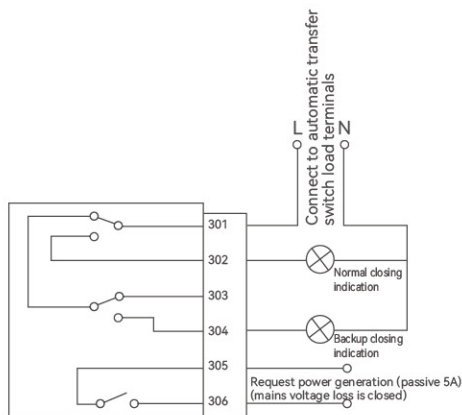 Connect to automatic transfer
switch load terminals
L N
301
302
Normal closing
indication
303
304
Backup closing
indication
305
Request power generation (passive 5A)
(mains voltage loss is closed)
306